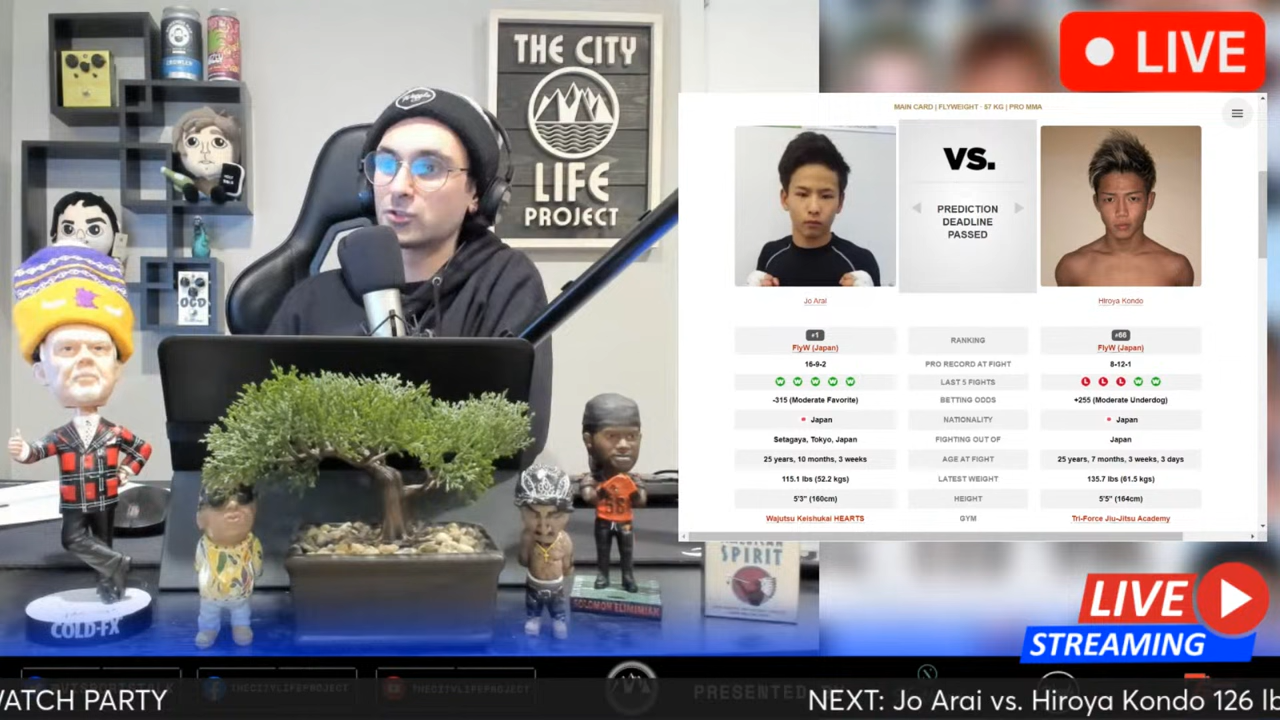 THE CITY
LIFE
PROJECT
OCD
COLD-FX
SOLOMON ELIMIMIAN
SPIRIT
LIVE
MAIN CARD | FLYWEIGHT · 57 KG | PRO MMA
VS.
PREDICTION
DEADLINE
PASSED
Jo Arai
Hiroya Kondo
#1
RANKING
#66
FlyW (Japan)
FlyW (Japan)
16-9-2 PRO RECORD AT FIGHT 8-12-1
W W W W W LAST 5 FIGHTS L L L W W
-315 (Moderate Favorite) BETTING ODDS +255 (Moderate Underdog)
Japan NATIONALITY Japan
Setagaya, Tokyo, Japan FIGHTING OUT OF Japan
25 years, 10 months, 3 weeks AGE AT FIGHT 25 years, 7 months, 3 weeks, 3 days
115.1 lbs (52.2 kgs) LATEST WEIGHT 135.7 lbs (61.5 kgs)
5'3" (160cm) HEIGHT 5'5" (164cm)
Wajutsu Keishukai HEARTS GYM Tri-Force Jiu-Jitsu Academy
LIVE
STREAMING
THECITYLIFEPROJECT
THECITYLIFEPROJECT
PRESENTED
WATCH PARTY
NEXT: Jo Arai vs. Hiroya Kondo 126 lb